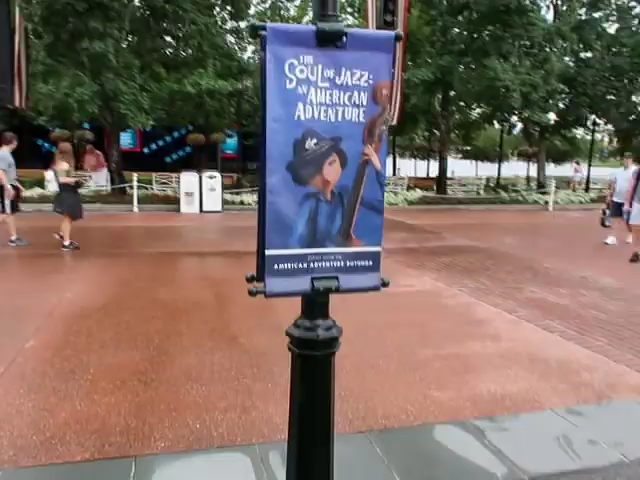 THE
SOUL OF JAZZ:
AN AMERICAN
ADVENTURE
AMERICAN ADVENTURE ROTUNDA